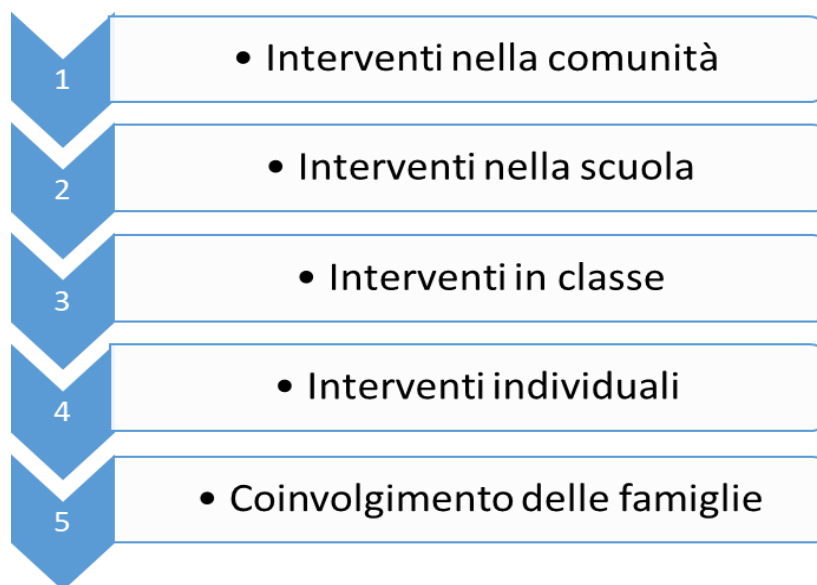 1
• Interventi nella comunità
2
• Interventi nella scuola
3
• Interventi in classe
4
• Interventi individuali
5
• Coinvolgimento delle famiglie